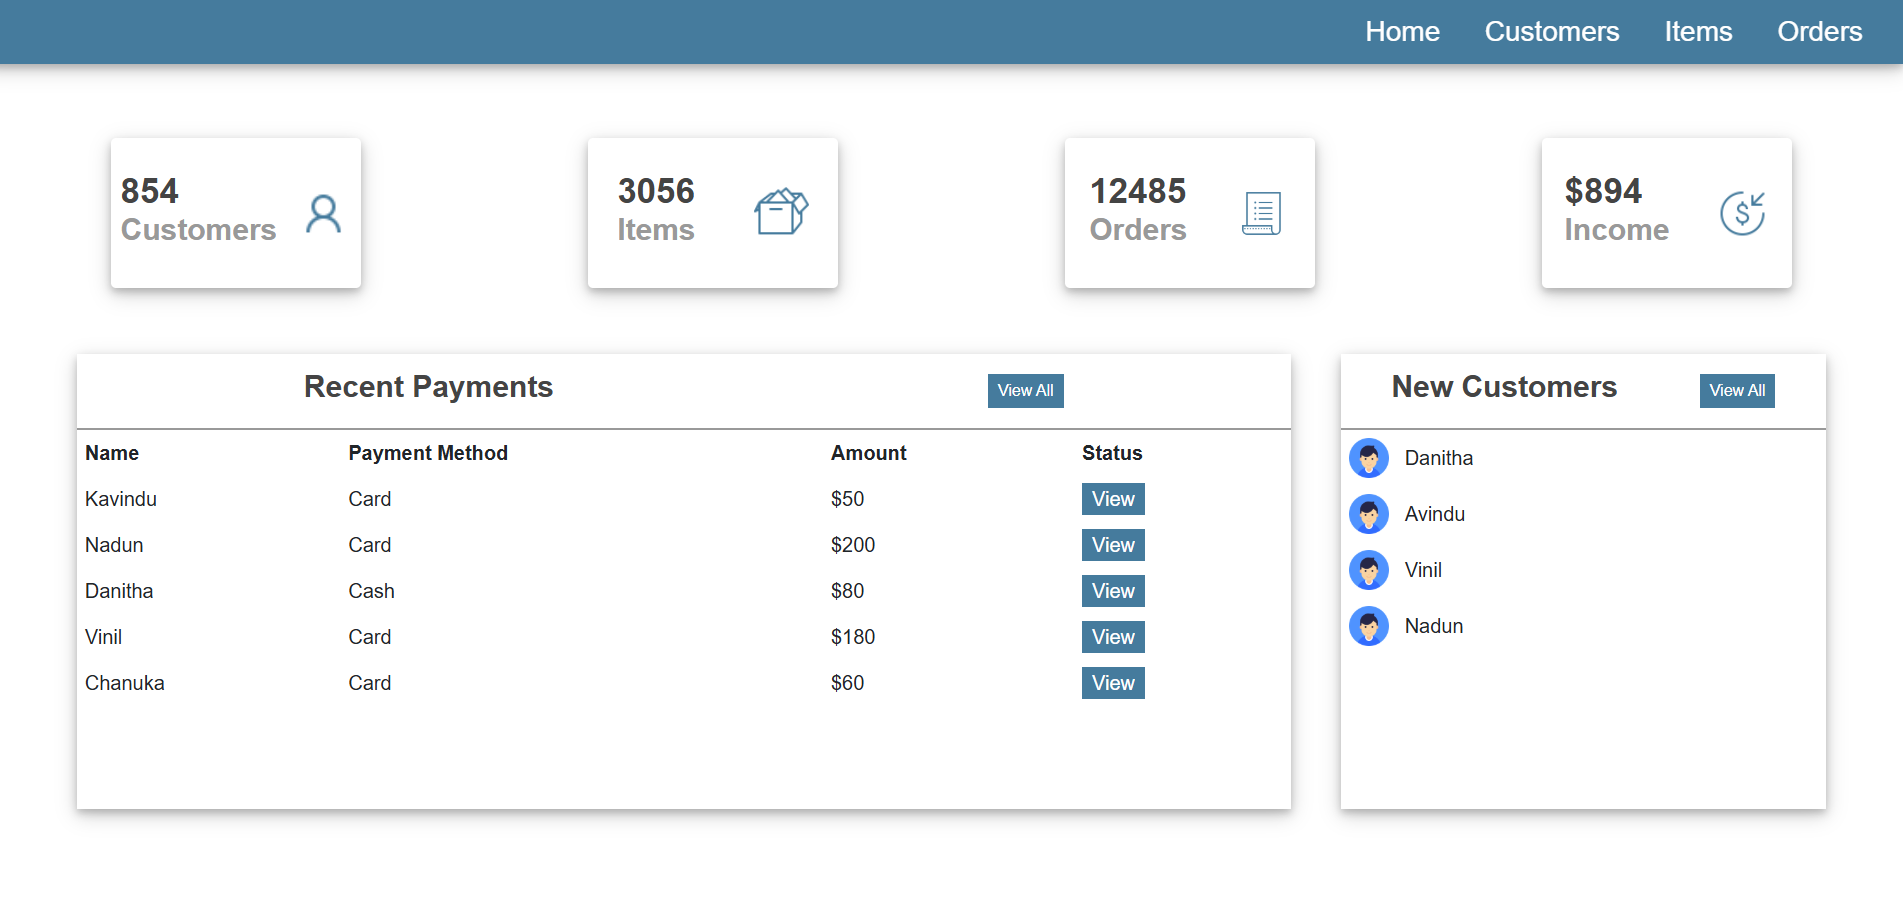 Home Customers Items Orders
854
Customers
3056
Items
12485
Orders
$894
Income
Recent Payments View All
Name Payment Method Amount Status
Kavindu Card $50 View
Nadun Card $200 View
Danitha Cash $80 View
Vinil Card $180 View
Chanuka Card $60 View
New Customers View All
Danitha
Avindu
Vinil
Nadun